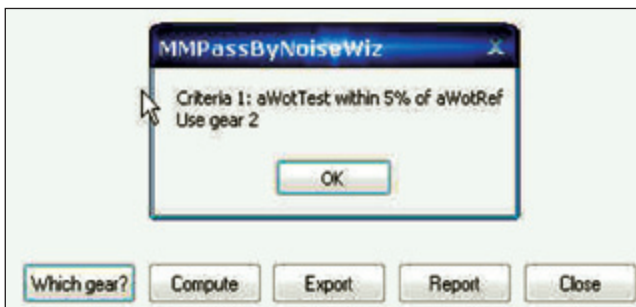 MMPassByNoiseWiz X
Criteria 1: aWotTest within 5% of aWotRef
Use gear 2
OK
Which gear? Compute Export Report Close